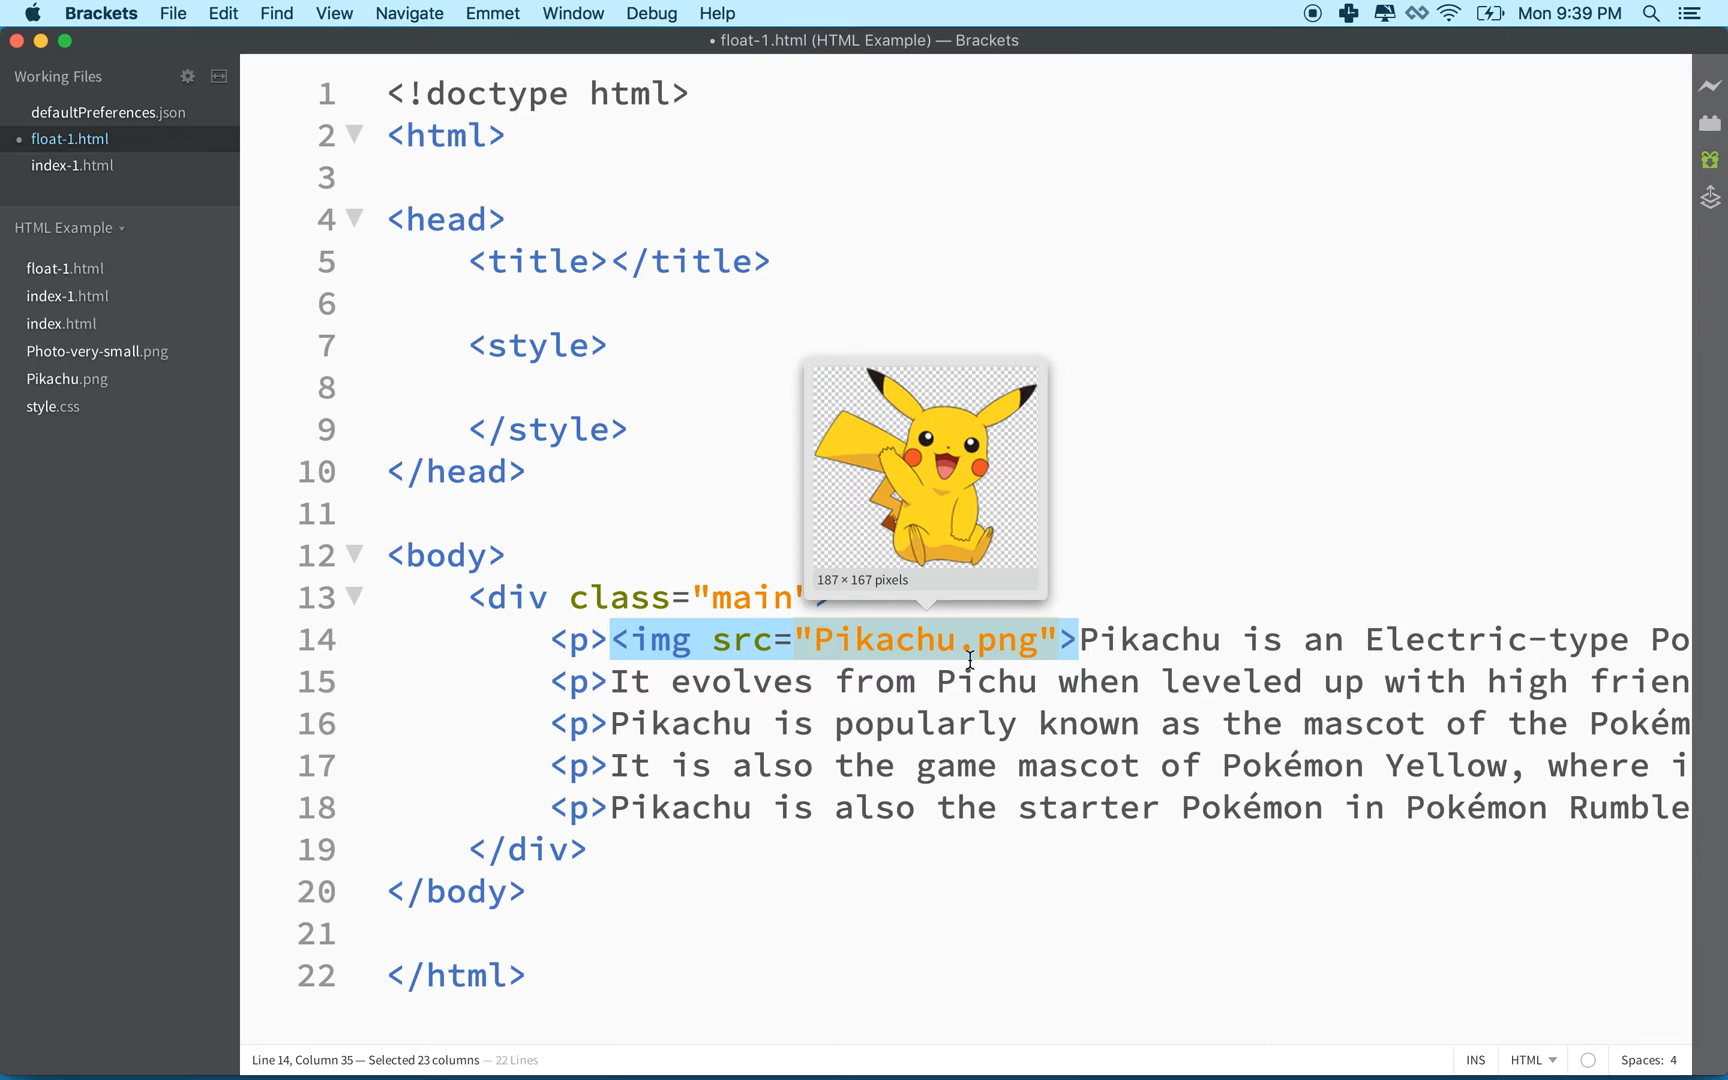 Brackets File Edit Find View Navigate Emmet Window Debug Help Mon 9:39 PM
• float-1.html (HTML Example) — Brackets
Working Files
defaultPreferences.json
• float-1.html
index-1.html
HTML Example
float-1.html
index-1.html
index.html
Photo-very-small.png
Pikachu.png
style.css
1 <!doctype html>
2 <html>
3
4 <head>
5 <title></title>
6
7 <style>
8
9 </style>
10 </head>
11
12 <body>
187 × 167 pixels
13 <div class="main">
14 <p><img src="Pikachu.png">Pikachu is an Electric-type Po
15 <p>It evolves from Pichu when leveled up with high frien
16 <p>Pikachu is popularly known as the mascot of the Pokém
17 <p>It is also the game mascot of Pokémon Yellow, where i
18 <p>Pikachu is also the starter Pokémon in Pokémon Rumble
19 </div>
20 </body>
21
22 </html>
Line 14, Column 35 — Selected 23 columns — 22 Lines INS HTML Spaces: 4